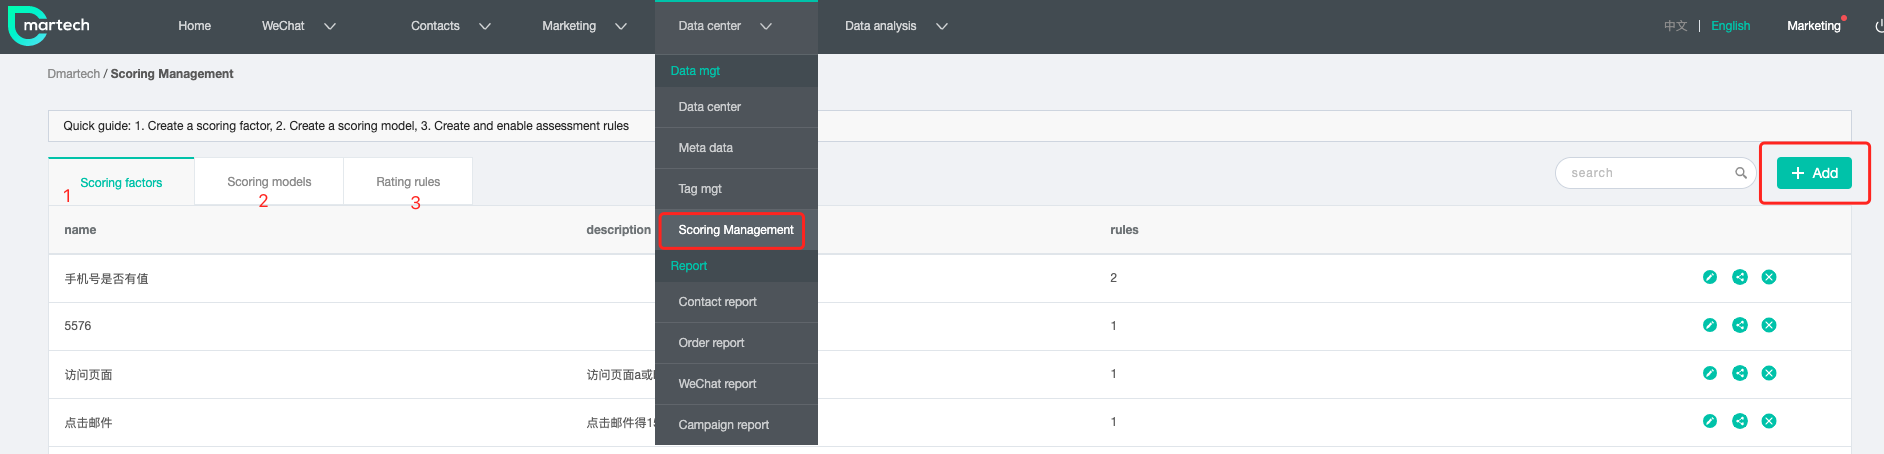 martech Home WeChat Contacts Marketing Data center Data analysis 中文 | English Marketing
Dmartech / Scoring Management
Data mgt
Data center
Meta data
Tag mgt
Scoring Management
Report
Contact report
Order report
WeChat report
Campaign report
Quick guide: 1. Create a scoring factor, 2. Create a scoring model, 3. Create and enable assessment rules
Scoring factors Scoring models Rating rules
1 2 3
search + Add
name description rules
手机号是否有值 2
5576 1
访问页面 访问页面a或 1
点击邮件 点击邮件得1 1